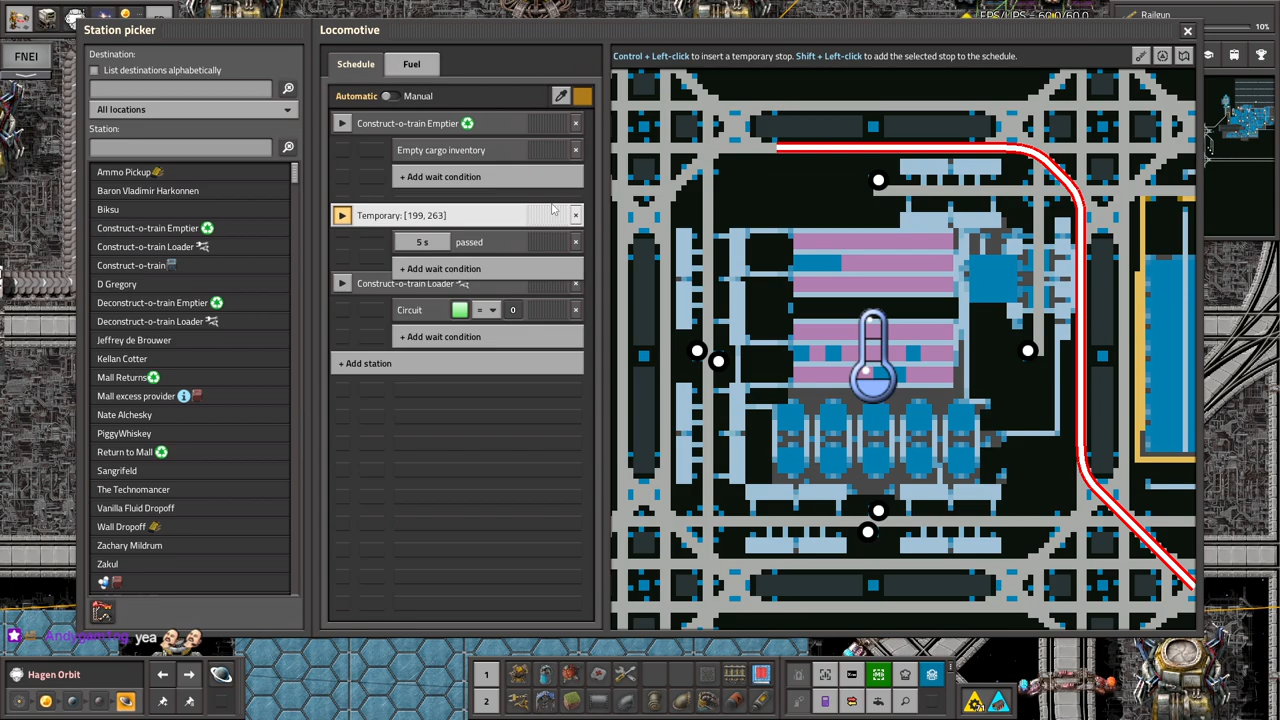 Station picker
Locomotive
Railgun
10%
FNEI
Destination:
List destinations alphabetically
All locations
Station:
Ammo Pickup
Baron Vladimir Harkonnen
Biksu
Construct-o-train Emptier
Construct-o-train Loader
Construct-o-train
D Gregory
Deconstruct-o-train Emptier
Deconstruct-o-train Loader
Jeffrey de Brouwer
Kellan Cotter
Mall Returns
Mall excess provider
Nate Alchesky
PiggyWhiskey
Return to Mall
Sangrifeld
The Technomancer
Vanilla Fluid Dropoff
Wall Dropoff
Zachary Mildrum
Zakul
Schedule
Fuel
Automatic
Manual
Construct-o-train Emptier
Empty cargo inventory
+ Add wait condition
Temporary: [199, 263]
5 s
passed
+ Add wait condition
Construct-o-train Loader
Circuit
=
0
+ Add wait condition
+ Add station
Control + Left-click to insert a temporary stop. Shift + Left-click to add the selected stop to the schedule.
yea
Hagen Orbit
1
2